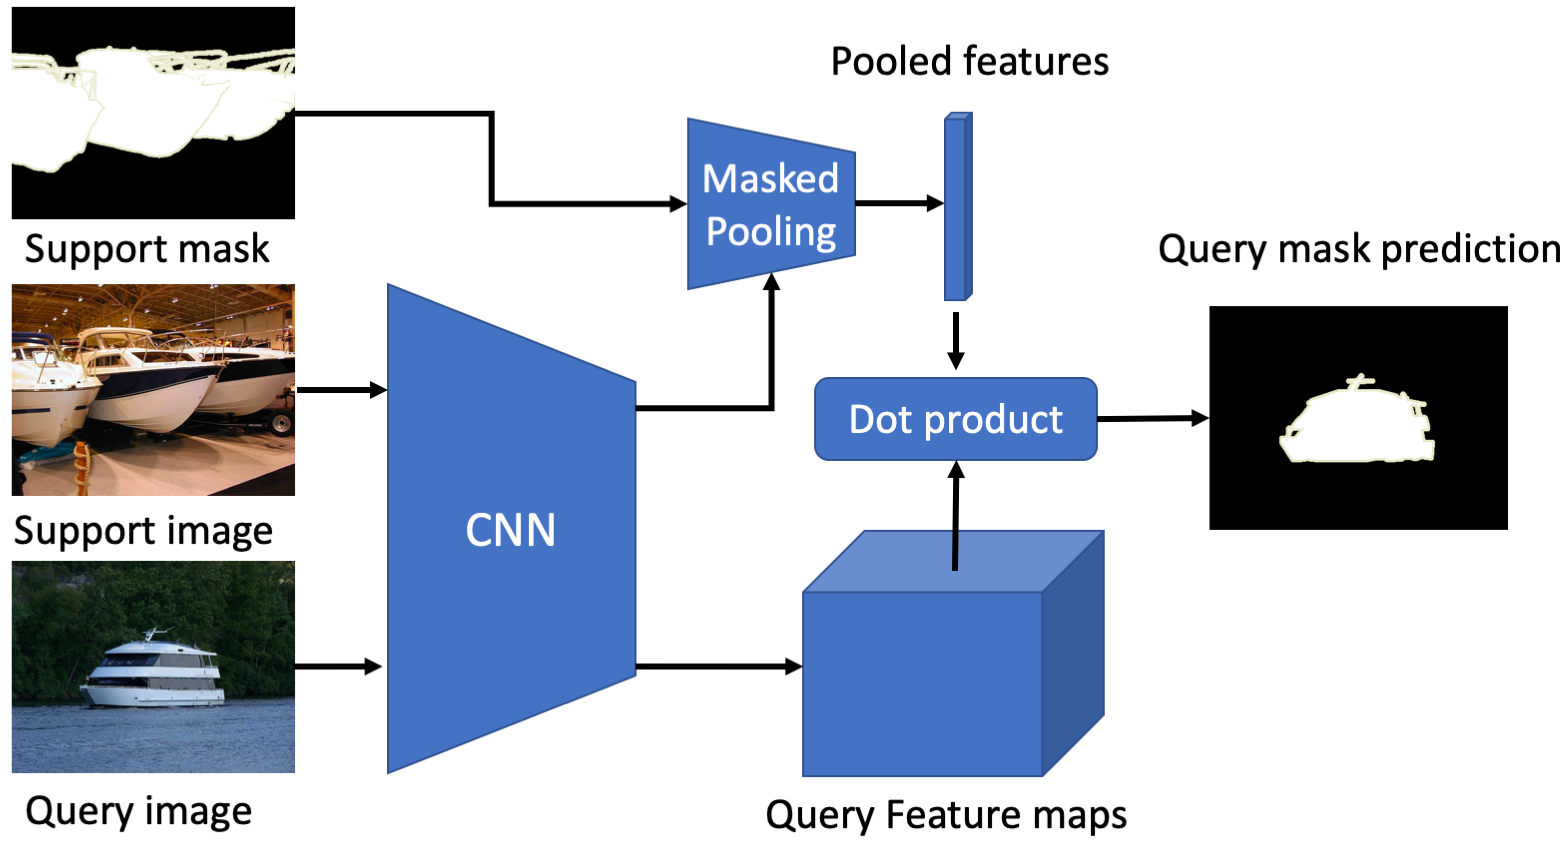 Pooled features
Masked
Pooling
Support mask
Query mask prediction
Dot product
Support image
CNN
Query image
Query Feature maps